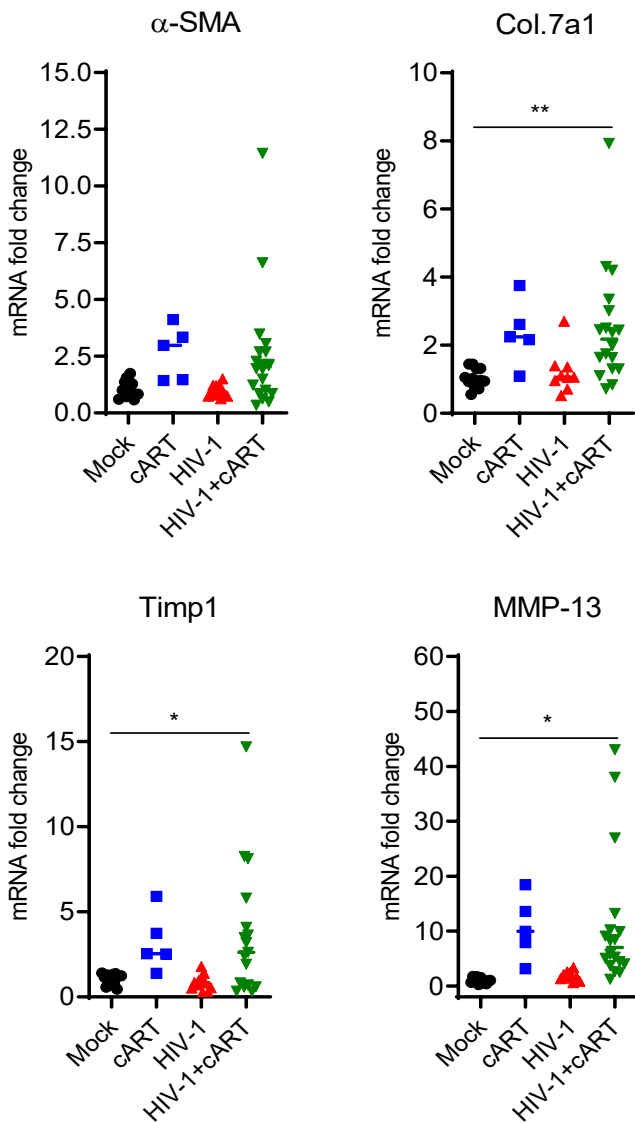 α-SMA
mRNA fold change
15.0
12.5
10.0
7.5
5.0
2.5
0.0
Mock
cART
HIV-1
HIV-1+cART
Col.7a1
mRNA fold change
10
8
6
4
2
0
**
Mock
cART
HIV-1
HIV-1+cART
Timp1
mRNA fold change
20
15
10
5
0
*
Mock
cART
HIV-1
HIV-1+cART
MMP-13
mRNA fold change
60
50
40
30
20
10
0
*
Mock
cART
HIV-1
HIV-1+cART